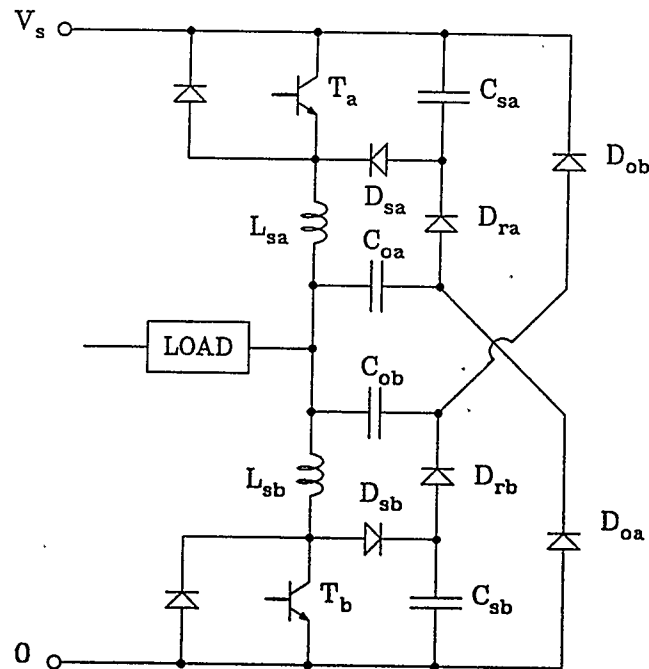 V_s
T_a
C_sa
D_ob
D_sa
L_sa
D_ra
C_oa
LOAD
C_ob
L_sb
D_sb
D_rb
D_oa
T_b
C_sb
0